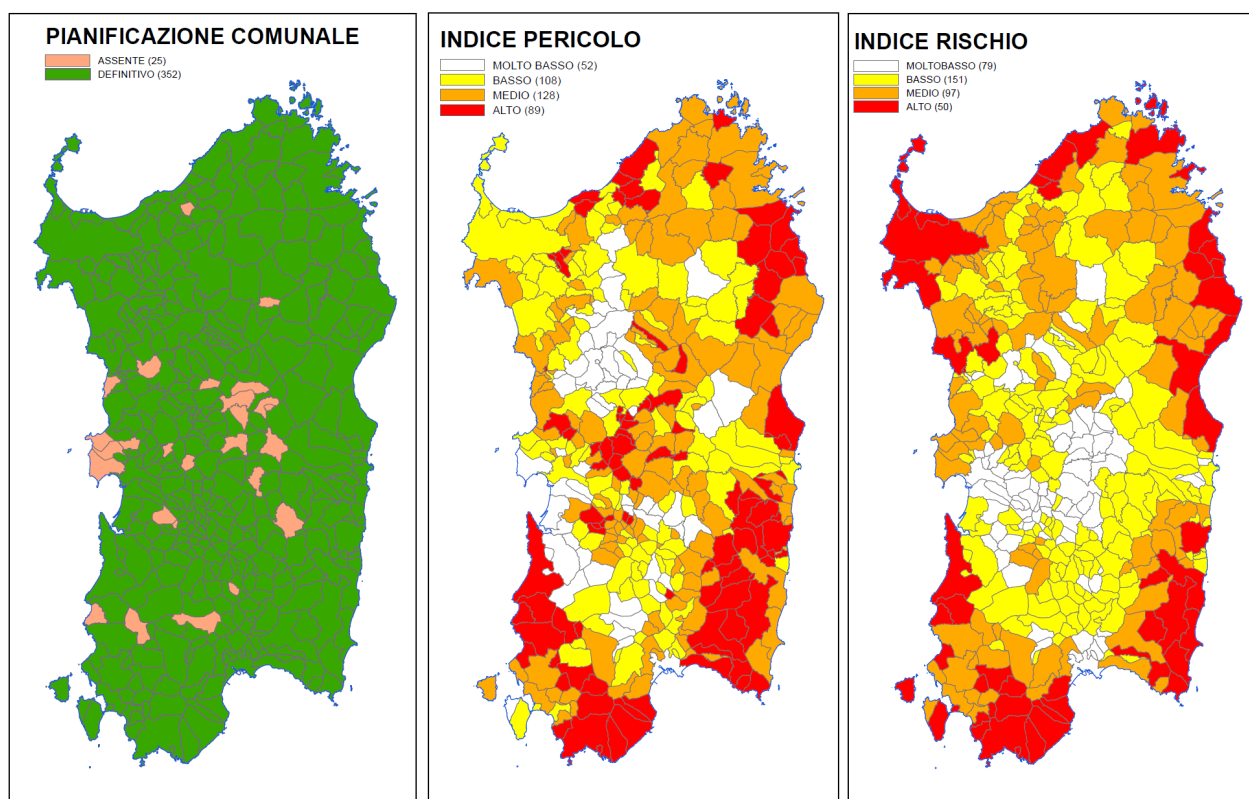 PIANIFICAZIONE COMUNALE
ASSENTE (25)
DEFINITIVO (352)
INDICE PERICOLO
MOLTO BASSO (52)
BASSO (108)
MEDIO (128)
ALTO (89)
INDICE RISCHIO
MOLTOBASSO (79)
BASSO (151)
MEDIO (97)
ALTO (50)